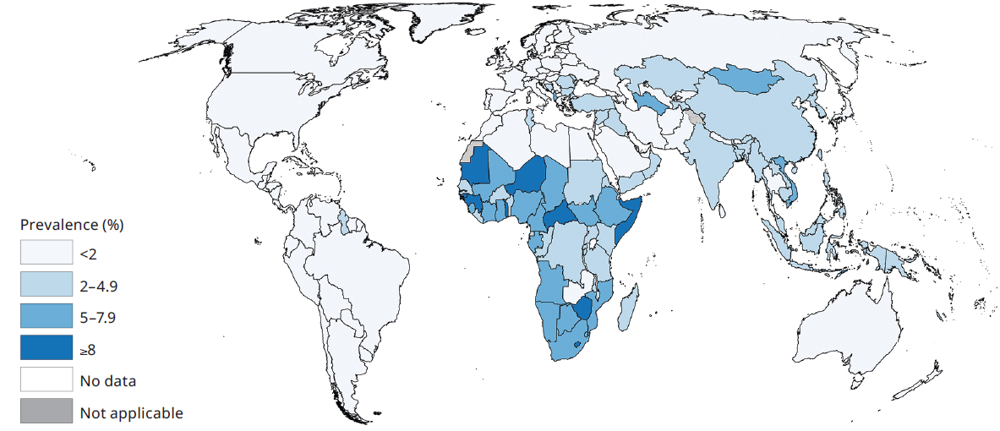 Prevalence (%)
<2
2–4.9
5–7.9
≥8
No data
Not applicable